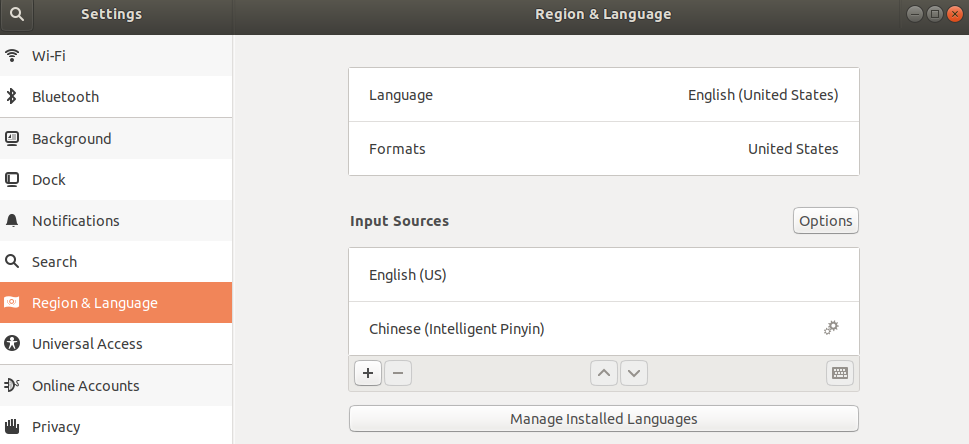 Settings
Region & Language
Wi-Fi
Bluetooth
Background
Dock
Notifications
Search
Region & Language
Universal Access
Online Accounts
Privacy
Language English (United States)
Formats United States
Input Sources Options
English (US)
Chinese (Intelligent Pinyin)
Manage Installed Languages